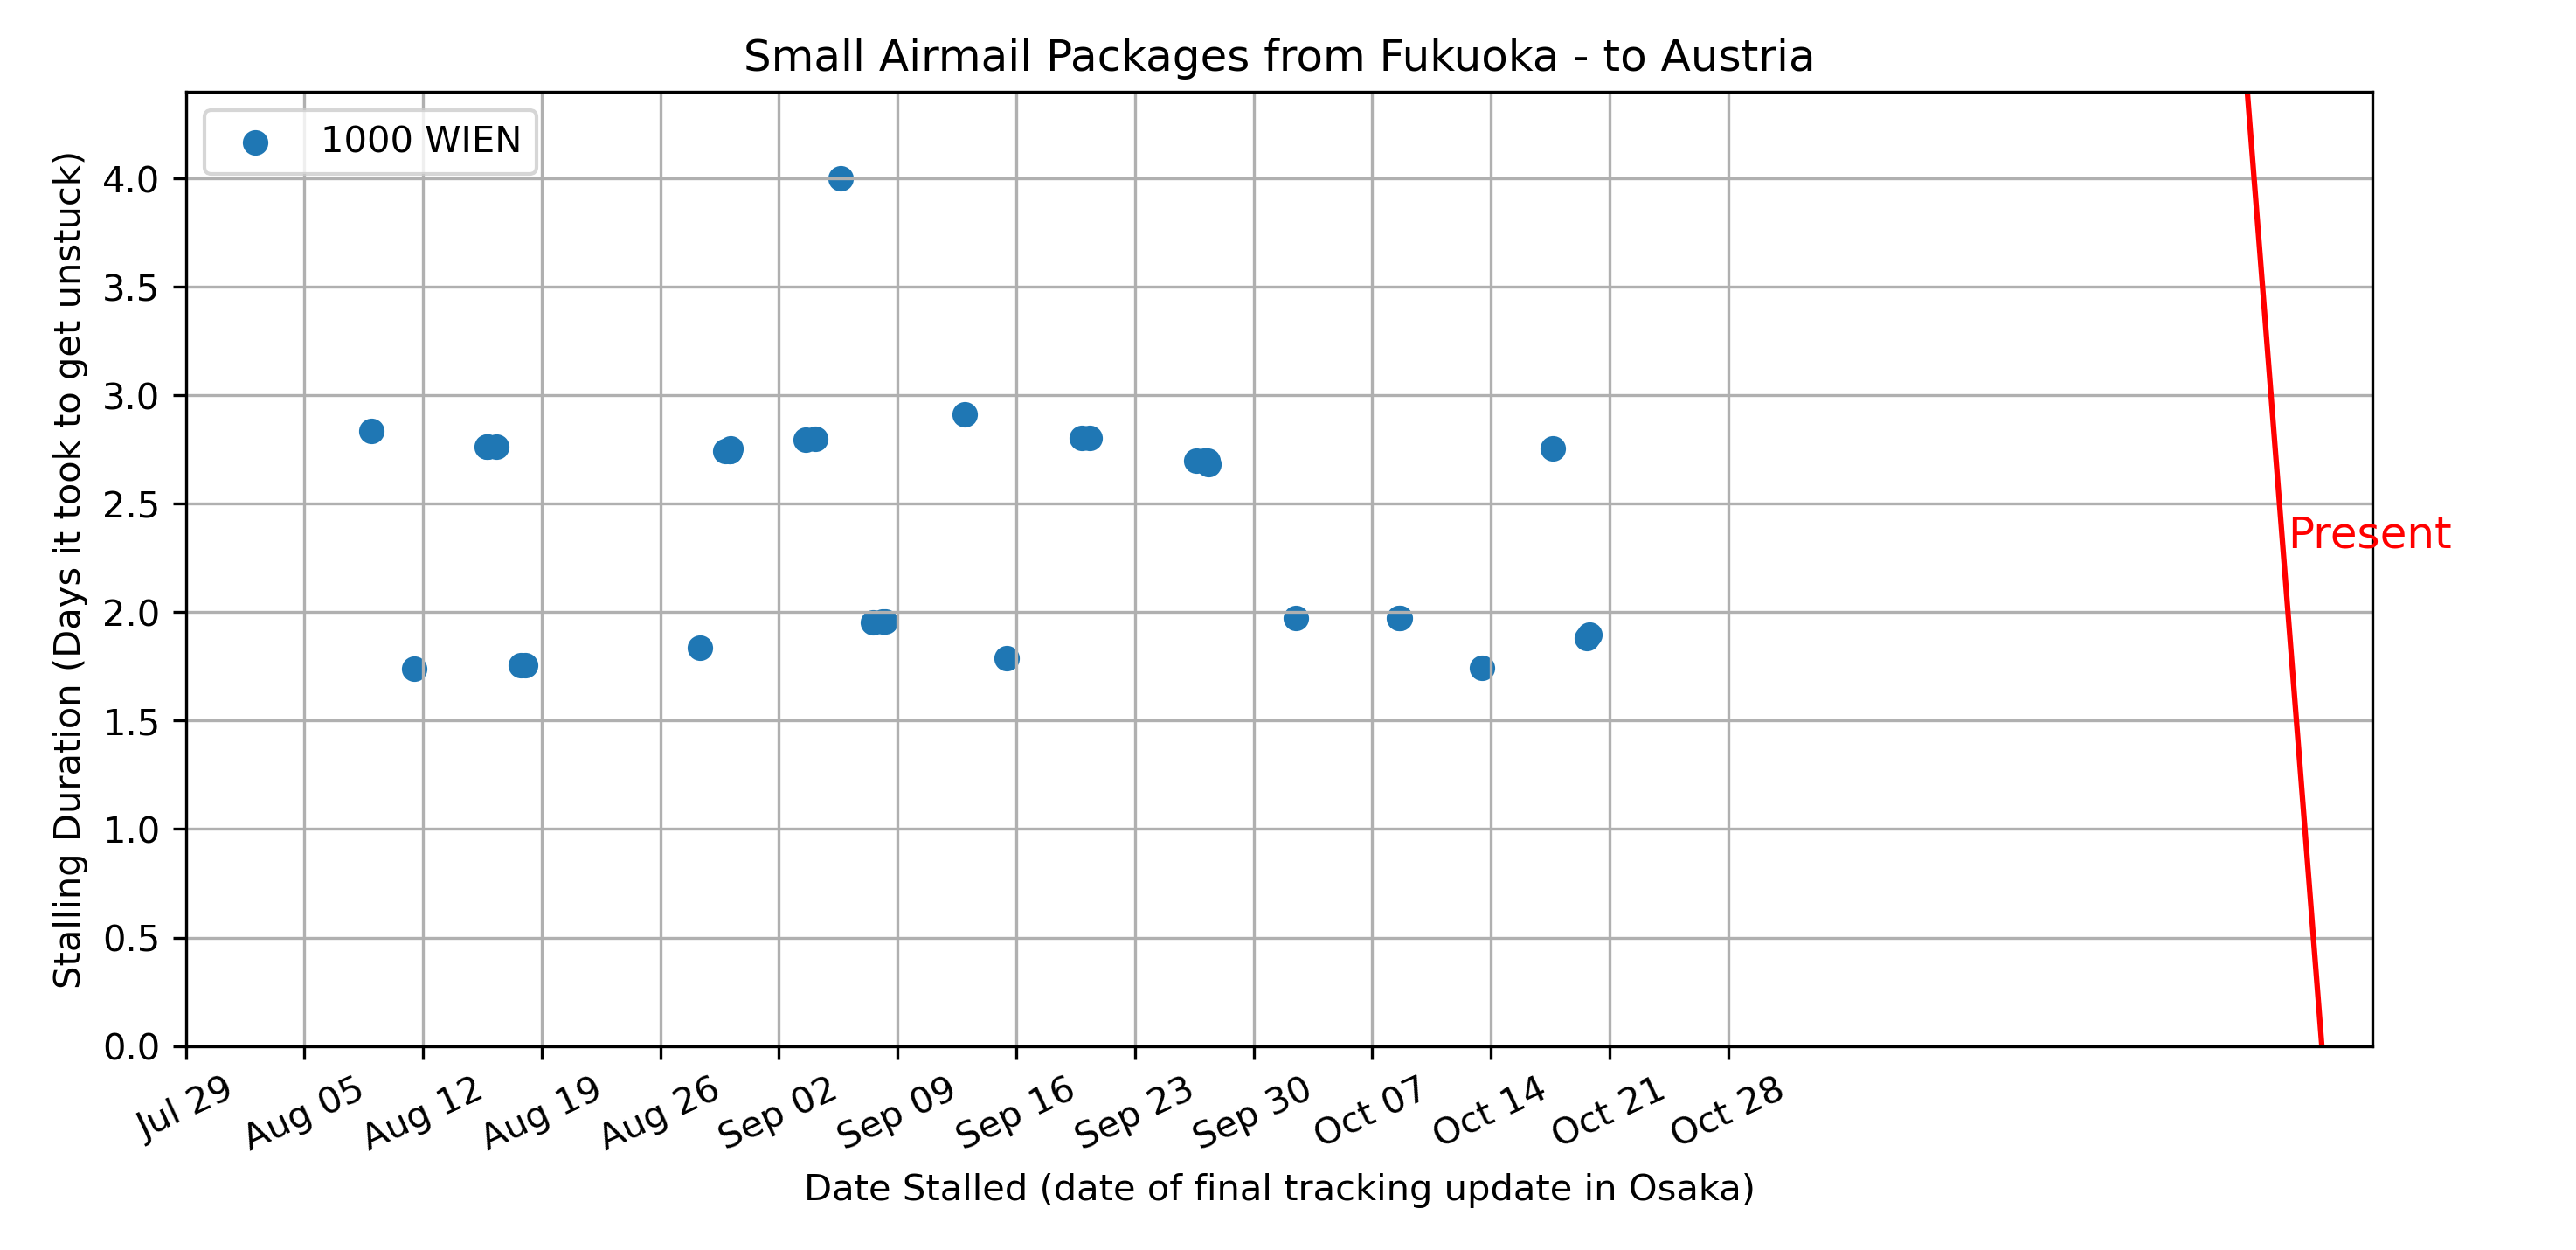 Small Airmail Packages from Fukuoka - to Austria
1000 WIEN
Stalling Duration (Days it took to get unstuck)
4.0
3.5
3.0
2.5
2.0
1.5
1.0
0.5
0.0
Present
Jul 29
Aug 05
Aug 12
Aug 19
Aug 26
Sep 02
Sep 09
Sep 16
Sep 23
Sep 30
Oct 07
Oct 14
Oct 21
Oct 28
Date Stalled (date of final tracking update in Osaka)